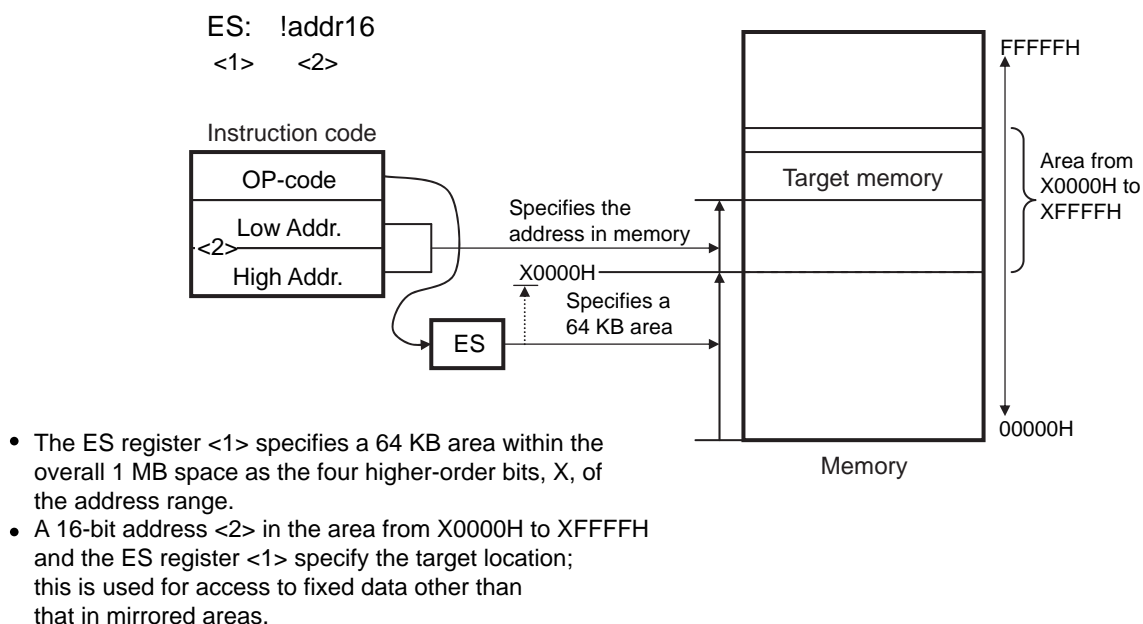 ES: !addr16
<1> <2>
Instruction code
OP-code
Low Addr.
<2>
High Addr.
ES
Specifies the
address in memory
X0000H
Specifies a
64 KB area
Target memory
Memory
FFFFFH
Area from
X0000H to
XFFFFH
00000H
• The ES register <1> specifies a 64 KB area within the
overall 1 MB space as the four higher-order bits, X, of
the address range.
• A 16-bit address <2> in the area from X0000H to XFFFFH
and the ES register <1> specify the target location;
this is used for access to fixed data other than
that in mirrored areas.